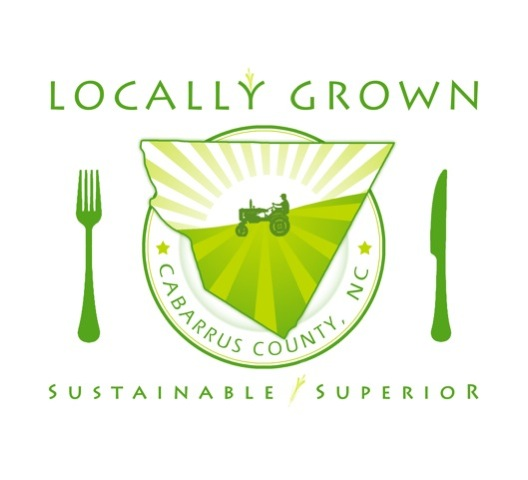 LOCALLY GROWN
CABARRUS COUNTY, NC
SUSTAINABLE SUPERIOR